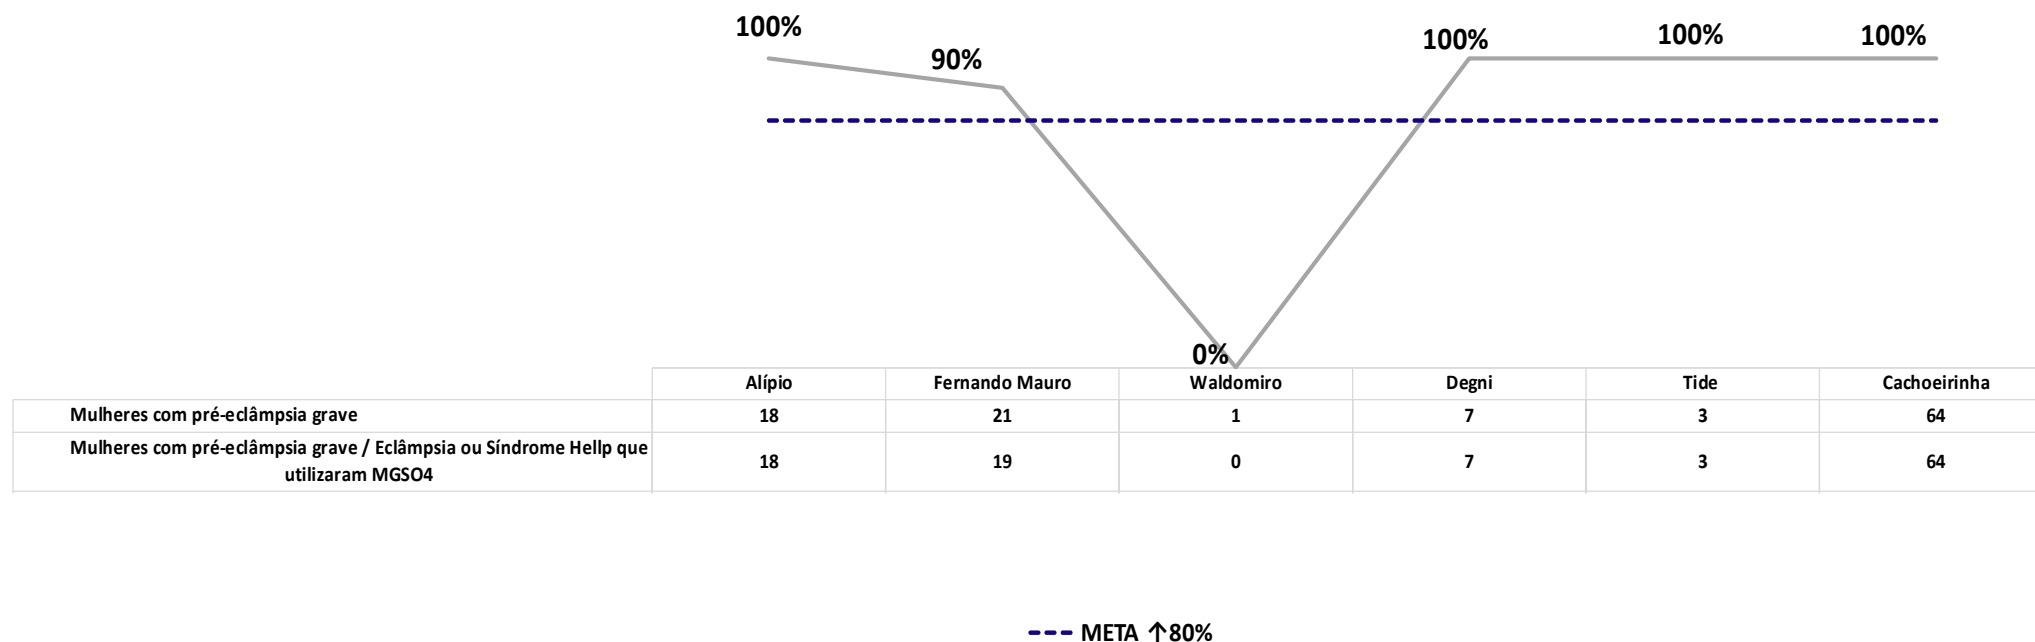 100%
90%
0%
100%
100%
100%
Alípio Fernando Mauro Waldomiro Degni Tide Cachoeirinha
Mulheres com pré-eclâmpsia grave 18 21 1 7 3 64
Mulheres com pré-eclâmpsia grave / Eclâmpsia ou Síndrome Hellp que
utilizaram MGSO4 18 19 0 7 3 64
META ↑80%